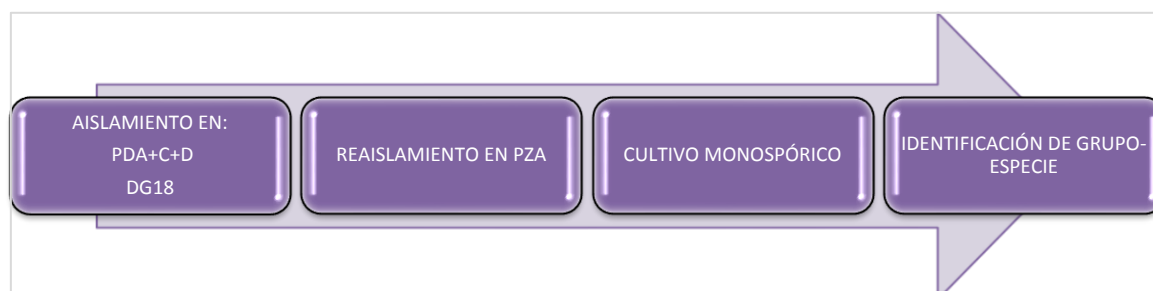 AISLAMIENTO EN:
PDA+C+D
DG18
REAISLAMIENTO EN PZA
CULTIVO MONOSPÓRICO
IDENTIFICACIÓN DE GRUPO-
ESPECIE